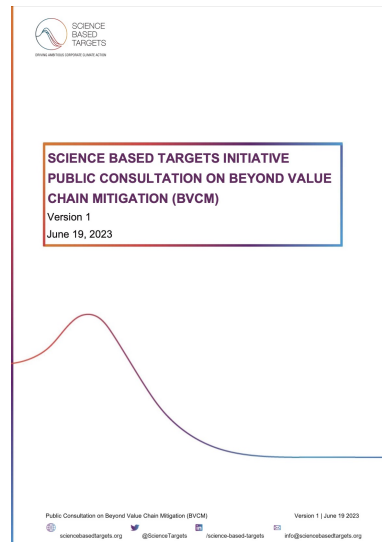 SCIENCE
BASED
TARGETS
DRIVING AMBITIOUS CORPORATE CLIMATE ACTION
SCIENCE BASED TARGETS INITIATIVE
PUBLIC CONSULTATION ON BEYOND VALUE
CHAIN MITIGATION (BVCM)
Version 1
June 19, 2023
Public Consultation on Beyond Value Chain Mitigation (BVCM) Version 1 | June 19 2023
sciencebasedtargets.org @ScienceTargets /science-based-targets info@sciencebasedtargets.org